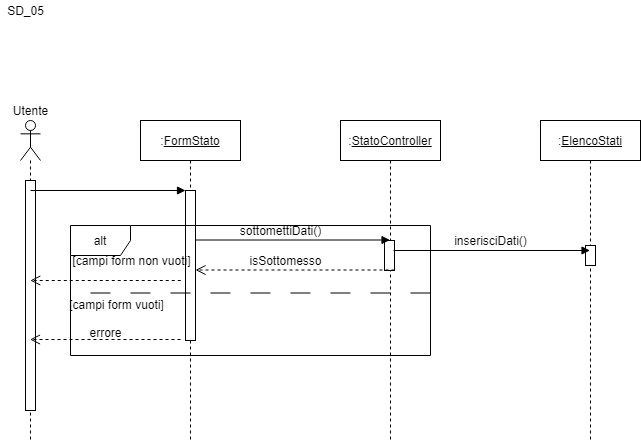 SD_05
Utente
:FormStato
:StatoController
:ElencoStati
alt
sottomettiDati()
inserisciDati()
[campi form non vuoti]
isSottomesso
[campi form vuoti]
errore